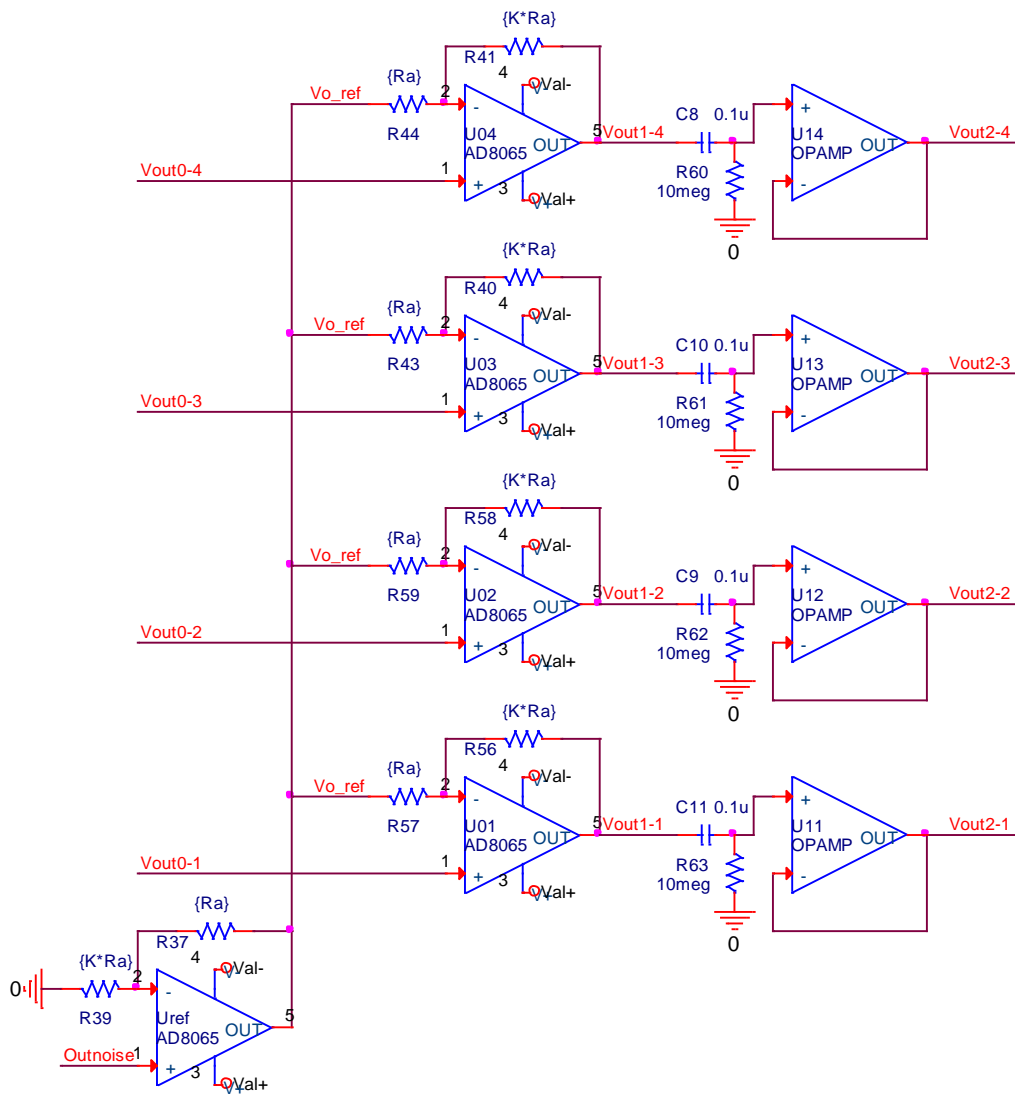 {K*Ra}
R41
4
Val-
V-
{Ra}
Vo_ref
2
-
R44
U04
AD8065
OUT
5
Vout1-4
C8 0.1u
+
U14
OPAMP
OUT
Vout2-4
Vout0-4
1
+
3
Val+
V+
R60
10meg
-
0
{K*Ra}
R40
4
Val-
V-
{Ra}
Vo_ref
2
-
R43
U03
AD8065
OUT
5
Vout1-3
C10 0.1u
+
U13
OPAMP
OUT
Vout2-3
Vout0-3
1
+
3
Val+
V+
R61
10meg
-
0
{K*Ra}
R58
4
Val-
V-
{Ra}
Vo_ref
2
-
R59
U02
AD8065
OUT
5
Vout1-2
C9 0.1u
+
U12
OPAMP
OUT
Vout2-2
Vout0-2
1
+
3
Val+
V+
R62
10meg
-
0
{K*Ra}
R56
4
Val-
V-
{Ra}
Vo_ref
2
-
R57
U01
AD8065
OUT
5
Vout1-1
C11 0.1u
+
U11
OPAMP
OUT
Vout2-1
Vout0-1
1
+
3
Val+
V+
R63
10meg
-
0
{Ra}
R37
4
Val-
V-
{K*Ra}
0
2
-
R39
Uref
AD8065
OUT
5
Outnoise
1
+
3
Val+
V+